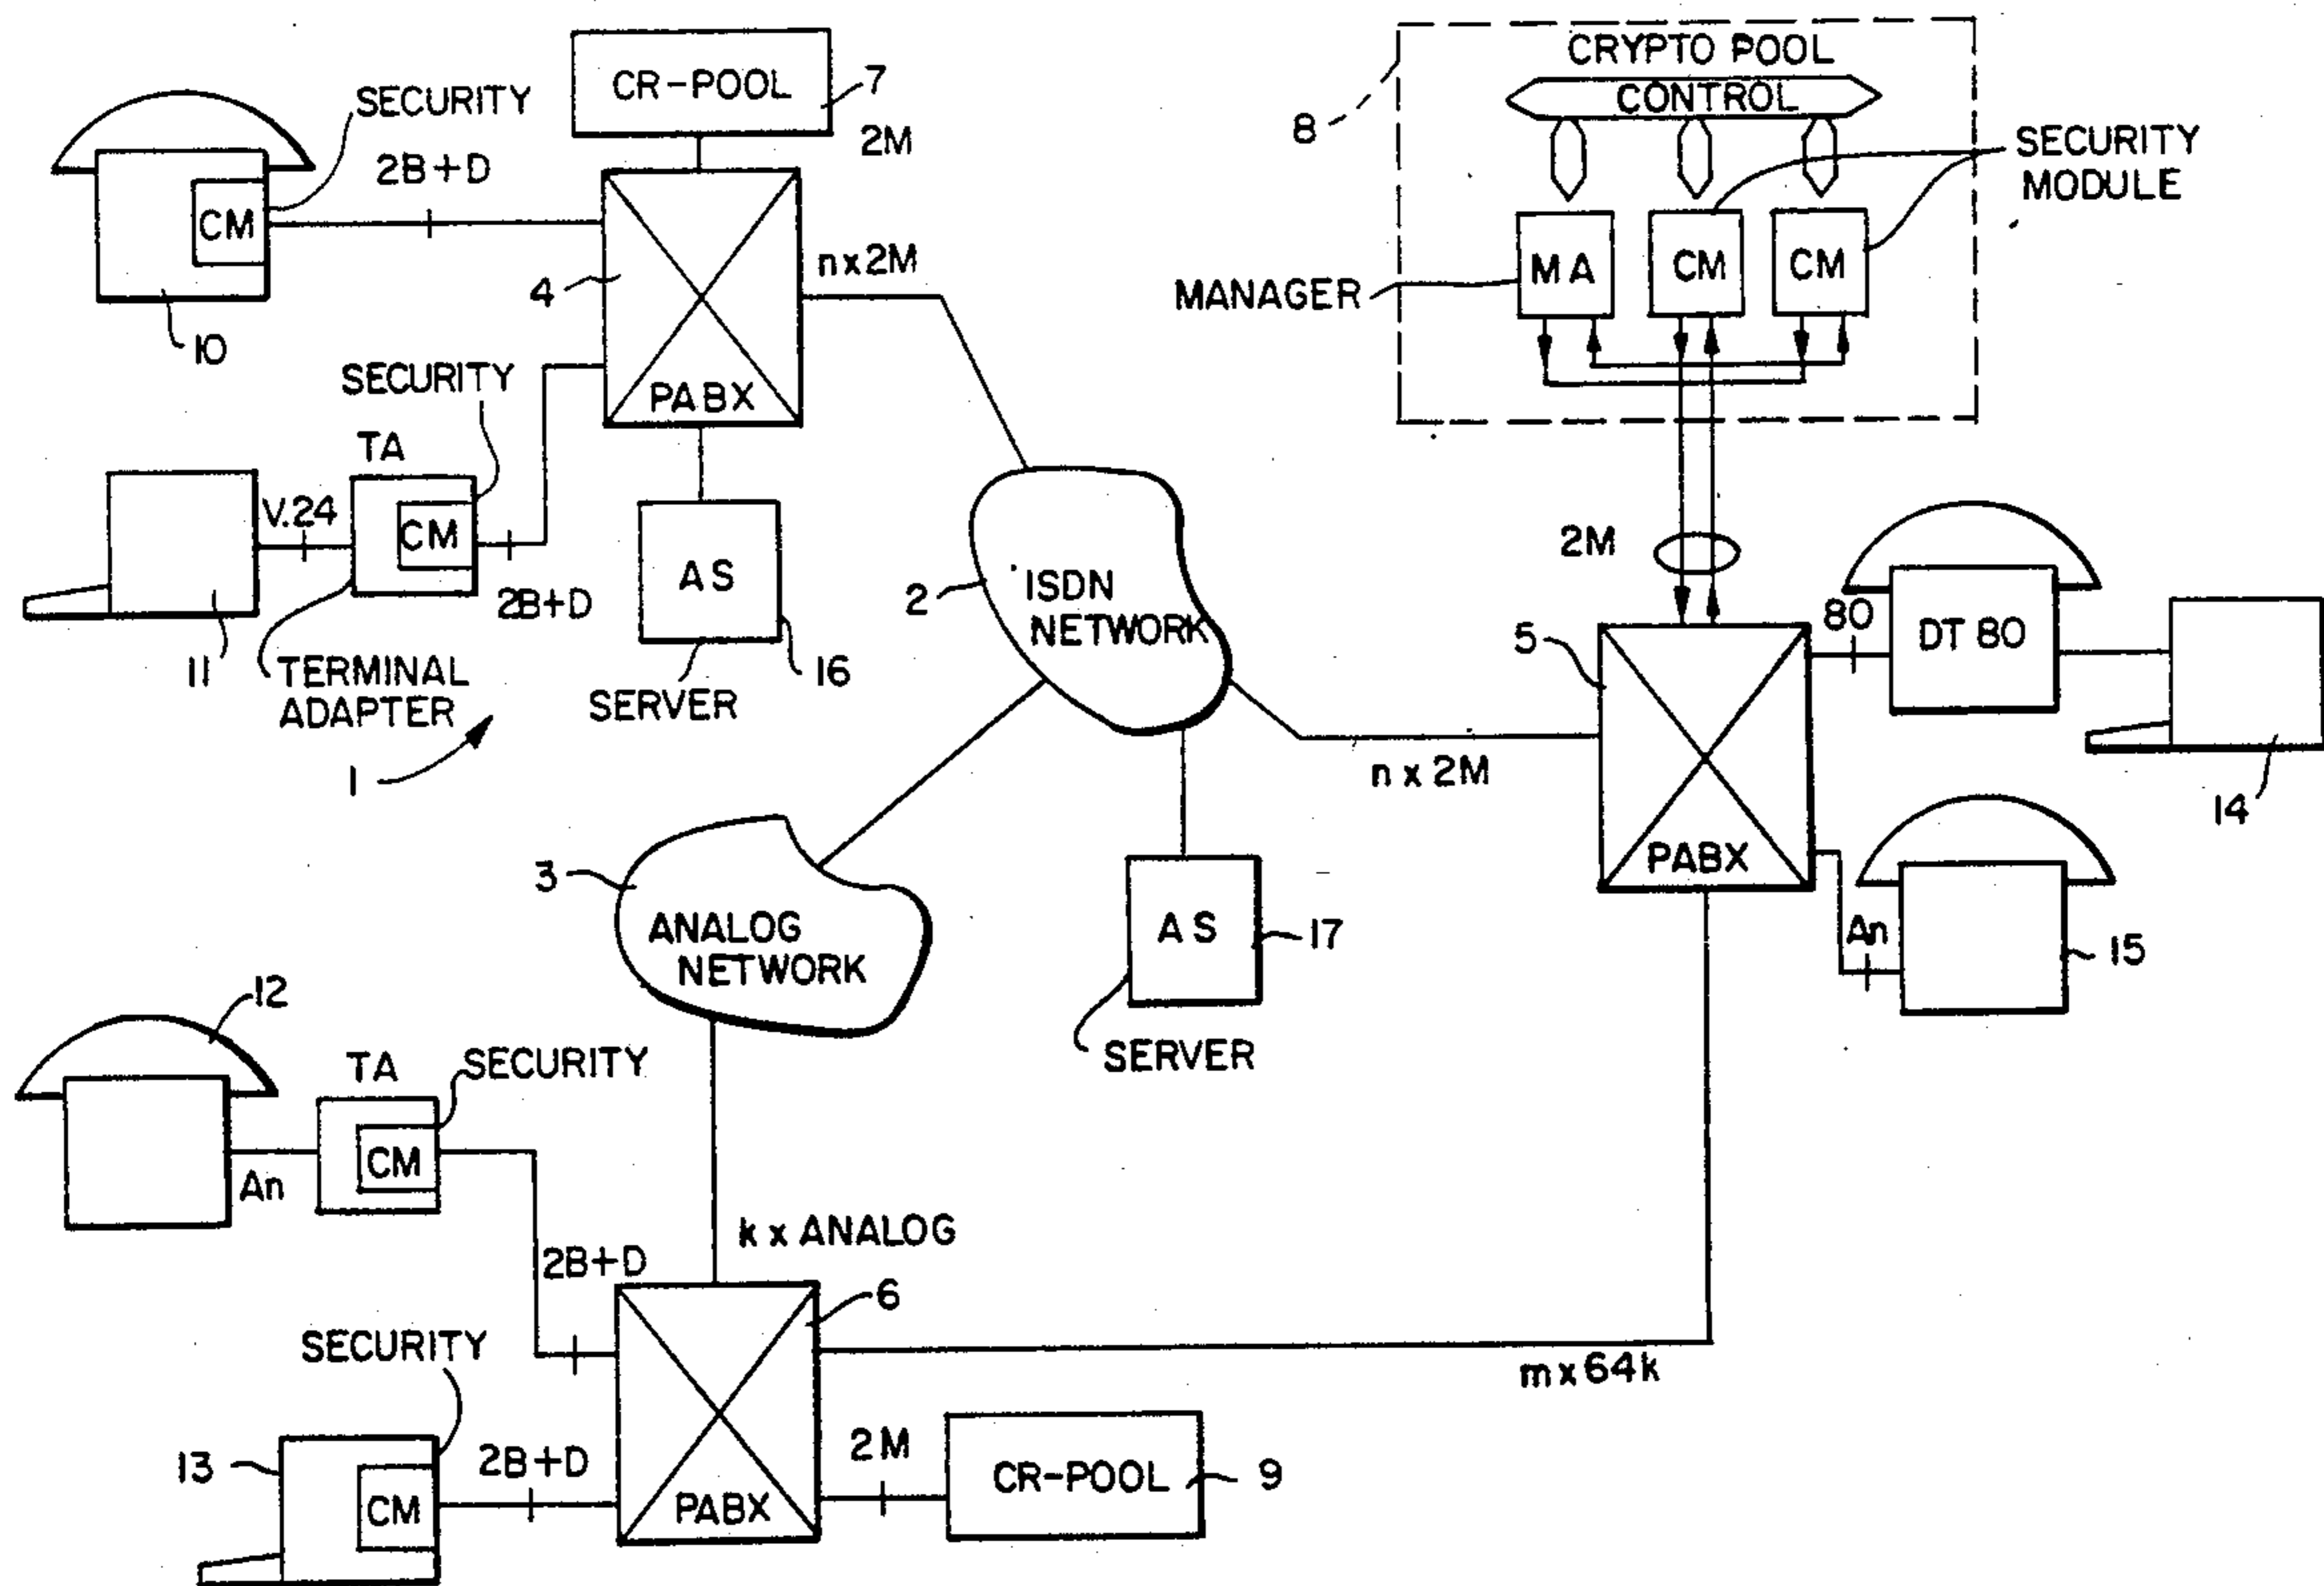 CR-POOL
7
2M
SECURITY
2B+D
CM
10
4
n x 2M
PABX
SECURITY
TA
V.24
CM
2B+D
11
TERMINAL
ADAPTER
1
AS
16
SERVER
8
CRYPTO POOL
CONTROL
SECURITY
MODULE
MA
CM
CM
MANAGER
2M
2
ISDN
NETWORK
5
80
DT 80
14
n x 2M
PABX
An
15
3
ANALOG
NETWORK
AS
17
SERVER
12
TA
SECURITY
CM
An
2B+D
k x ANALOG
6
SECURITY
13
CM
2B+D
PABX
m x 64k
2M
CR-POOL
9